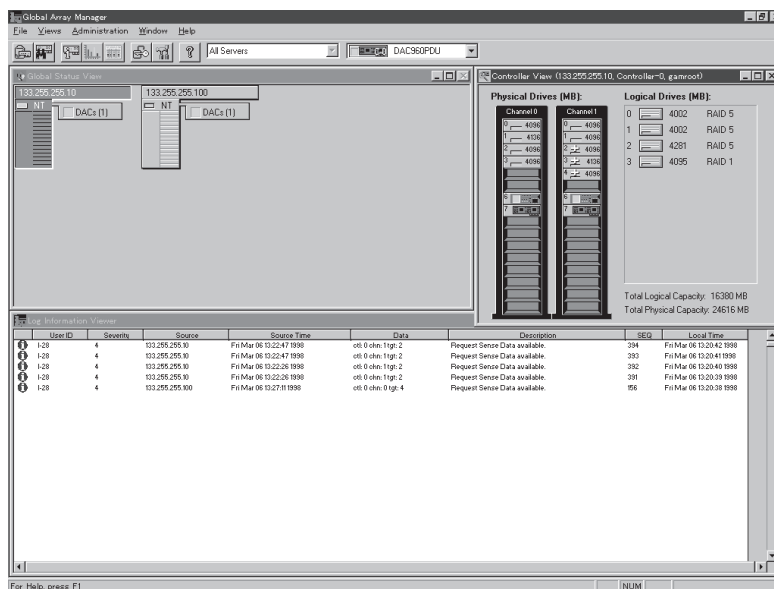 Global Array Manager
File Views Administration Window Help
All Servers
DAC960PDU
Global Status View
133.255.255.10
NT
DACs (1)
133.255.255.100
NT
DACs (1)
Controller View (133.255.255.10, Controller-0, gamroot)
Physical Drives (MB):
Channel 0
0 4096
1 4136
2 4096
3 4096
6
7
Channel 1
0 4096
1 4096
2 4096
3 4136
4 4096
6
7
Logical Drives (MB):
0 4002 RAID 5
1 4002 RAID 5
2 4281 RAID 5
3 4095 RAID 1
Total Logical Capacity: 16380 MB
Total Physical Capacity: 24616 MB
Log Information Viewer
User ID Severity Source Source Time Data Description SEQ Local Time
I-28 4 133.255.255.10 Fri Mar 06 13:22:47 1998 ctl: 0 chn: 1 tgt: 2 Request Sense Data available. 394 Fri Mar 06 13:20:42 1998
I-28 4 133.255.255.10 Fri Mar 06 13:22:47 1998 ctl: 0 chn: 1 tgt: 2 Request Sense Data available. 393 Fri Mar 06 13:20:41 1998
I-28 4 133.255.255.10 Fri Mar 06 13:22:26 1998 ctl: 0 chn: 1 tgt: 2 Request Sense Data available. 392 Fri Mar 06 13:20:40 1998
I-28 4 133.255.255.10 Fri Mar 06 13:22:26 1998 ctl: 0 chn: 1 tgt: 2 Request Sense Data available. 391 Fri Mar 06 13:20:39 1998
I-28 4 133.255.255.100 Fri Mar 06 13:27:11 1998 ctl: 0 chn: 0 tgt: 4 Request Sense Data available. 156 Fri Mar 06 13:20:38 1998
For Help, press F1
NUM